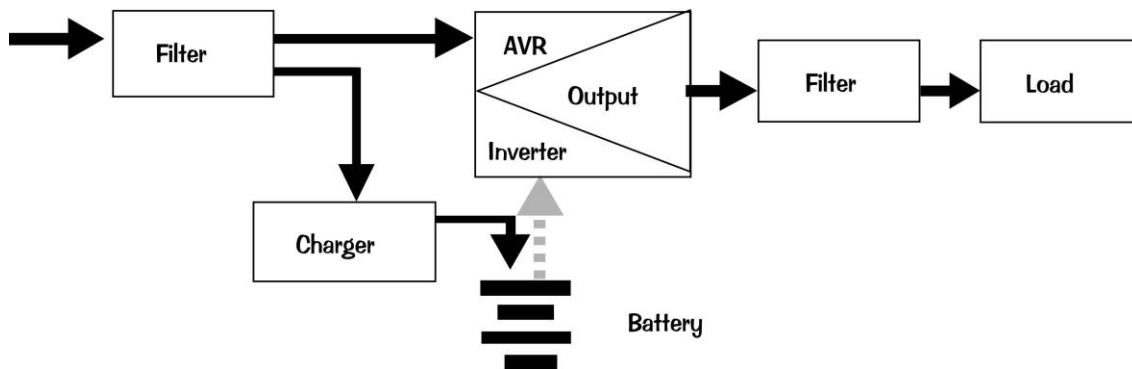 Filter
AVR
Output
Inverter
Filter
Load
Charger
Battery